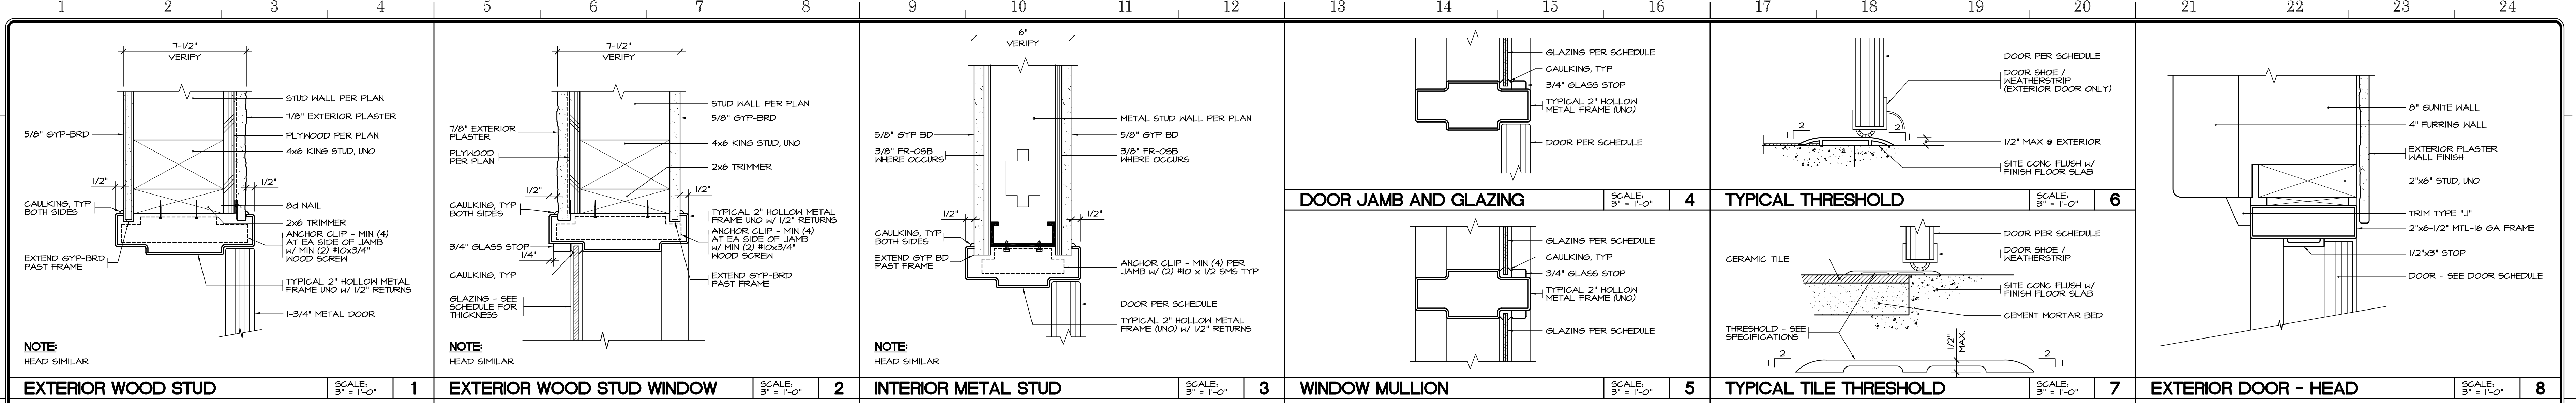 1 2 3 4 5 6 7 8 9 10 11 12 13 14 15 16 17 18 19 20 21 22 23 24
7-1/2"
VERIFY
STUD WALL PER PLAN
7/8" EXTERIOR PLASTER
5/8" GYP-BRD
PLYWOOD PER PLAN
4x6 KING STUD, UNO
1/2"
1/2"
CAULKING, TYP
BOTH SIDES
8d NAIL
2x6 TRIMMER
ANCHOR CLIP - MIN (4)
AT EA SIDE OF JAMB
W/ MIN (2) #10x3/4"
WOOD SCREW
EXTEND GYP-BRD
PAST FRAME
TYPICAL 2" HOLLOW METAL
FRAME UNO W/ 1/2" RETURNS
1-3/4" METAL DOOR
NOTE:
HEAD SIMILAR
EXTERIOR WOOD STUD
SCALE:
3" = 1'-0"
1
7-1/2"
VERIFY
STUD WALL PER PLAN
5/8" GYP-BRD
7/8" EXTERIOR
PLASTER
4x6 KING STUD, UNO
PLYWOOD
PER PLAN
2x6 TRIMMER
1/2"
1/2"
CAULKING, TYP
BOTH SIDES
TYPICAL 2" HOLLOW METAL
FRAME UNO W/ 1/2" RETURNS
ANCHOR CLIP - MIN (4)
AT EA SIDE OF JAMB
W/ MIN (2) #10x3/4"
WOOD SCREW
3/4" GLASS STOP
1/4"
CAULKING, TYP
EXTEND GYP-BRD
PAST FRAME
GLAZING - SEE
SCHEDULE FOR
THICKNESS
NOTE:
HEAD SIMILAR
EXTERIOR WOOD STUD WINDOW
SCALE:
3" = 1'-0"
2
6"
VERIFY
METAL STUD WALL PER PLAN
5/8" GYP BD
5/8" GYP BD
3/8" FR-OSB
WHERE OCCURS
3/8" FR-OSB
WHERE OCCURS
1/2"
1/2"
CAULKING, TYP
BOTH SIDES
EXTEND GYP BD
PAST FRAME
ANCHOR CLIP - MIN (4) PER
JAMB W/ (2) #10 x 1/2 SMS TYP
DOOR PER SCHEDULE
TYPICAL 2" HOLLOW METAL
FRAME (UNO) W/ 1/2" RETURNS
NOTE:
HEAD SIMILAR
INTERIOR METAL STUD
SCALE:
3" = 1'-0"
3
GLAZING PER SCHEDULE
CAULKING, TYP
3/4" GLASS STOP
TYPICAL 2" HOLLOW
METAL FRAME (UNO)
DOOR PER SCHEDULE
DOOR JAMB AND GLAZING
SCALE:
3" = 1'-0"
4
GLAZING PER SCHEDULE
CAULKING, TYP
3/4" GLASS STOP
TYPICAL 2" HOLLOW
METAL FRAME (UNO)
GLAZING PER SCHEDULE
WINDOW MULLION
SCALE:
3" = 1'-0"
5
DOOR PER SCHEDULE
DOOR SHOE /
WEATHERSTRIP
(EXTERIOR DOOR ONLY)
2
1
2
1
1/2" MAX @ EXTERIOR
SITE CONC FLUSH W/
FINISH FLOOR SLAB
TYPICAL THRESHOLD
SCALE:
3" = 1'-0"
6
DOOR PER SCHEDULE
DOOR SHOE /
WEATHERSTRIP
CERAMIC TILE
SITE CONC FLUSH W/
FINISH FLOOR SLAB
CEMENT MORTAR BED
THRESHOLD - SEE
SPECIFICATIONS
1/2"
MAX.
2
1
2
1
TYPICAL TILE THRESHOLD
SCALE:
3" = 1'-0"
7
8" GUNITE WALL
4" FURRING WALL
EXTERIOR PLASTER
WALL FINISH
2"x6" STUD, UNO
TRIM TYPE "J"
2"x6-1/2" MTL-16 GA FRAME
1/2"x3" STOP
DOOR - SEE DOOR SCHEDULE
EXTERIOR DOOR - HEAD
SCALE:
3" = 1'-0"
8